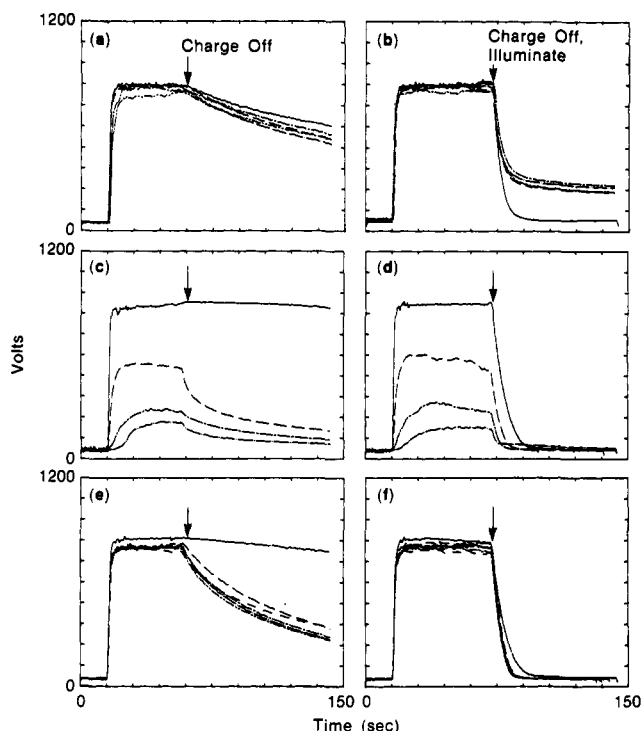 1200
(a)
Charge Off
(b)
Charge Off,
Illuminate
0
1200
(c)
(d)
Volts
0
1200
(e)
(f)
0
0
150
0
150
Time (sec)